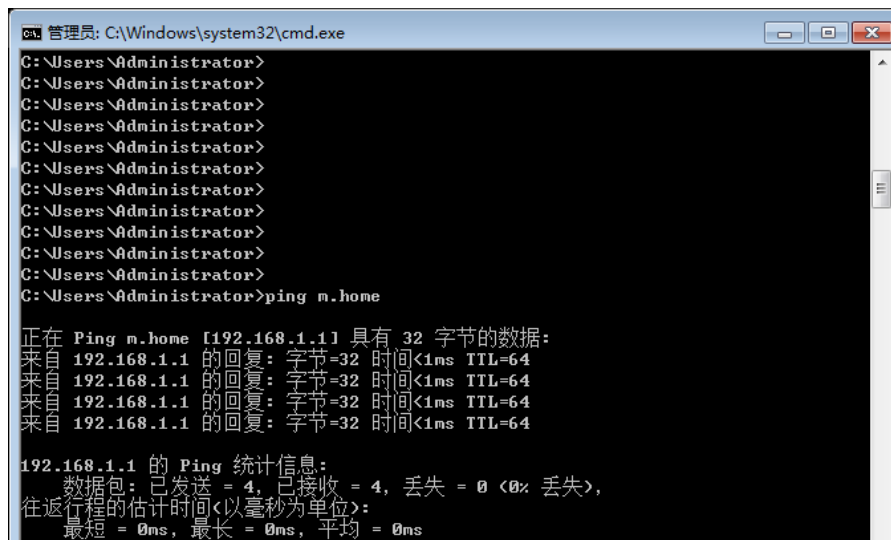 管理员: C:\Windows\system32\cmd.exe
C:\Users\Administrator>
C:\Users\Administrator>
C:\Users\Administrator>
C:\Users\Administrator>
C:\Users\Administrator>
C:\Users\Administrator>
C:\Users\Administrator>
C:\Users\Administrator>
C:\Users\Administrator>
C:\Users\Administrator>
C:\Users\Administrator>
C:\Users\Administrator>ping m.home
正在 Ping m.home [192.168.1.1] 具有 32 字节的数据:
来自 192.168.1.1 的回复: 字节=32 时间<1ms TTL=64
来自 192.168.1.1 的回复: 字节=32 时间<1ms TTL=64
来自 192.168.1.1 的回复: 字节=32 时间<1ms TTL=64
来自 192.168.1.1 的回复: 字节=32 时间<1ms TTL=64
192.168.1.1 的 Ping 统计信息:
数据包: 已发送 = 4, 已接收 = 4, 丢失 = 0 (0% 丢失),
往返行程的估计时间(以毫秒为单位):
最短 = 0ms, 最长 = 0ms, 平均 = 0ms